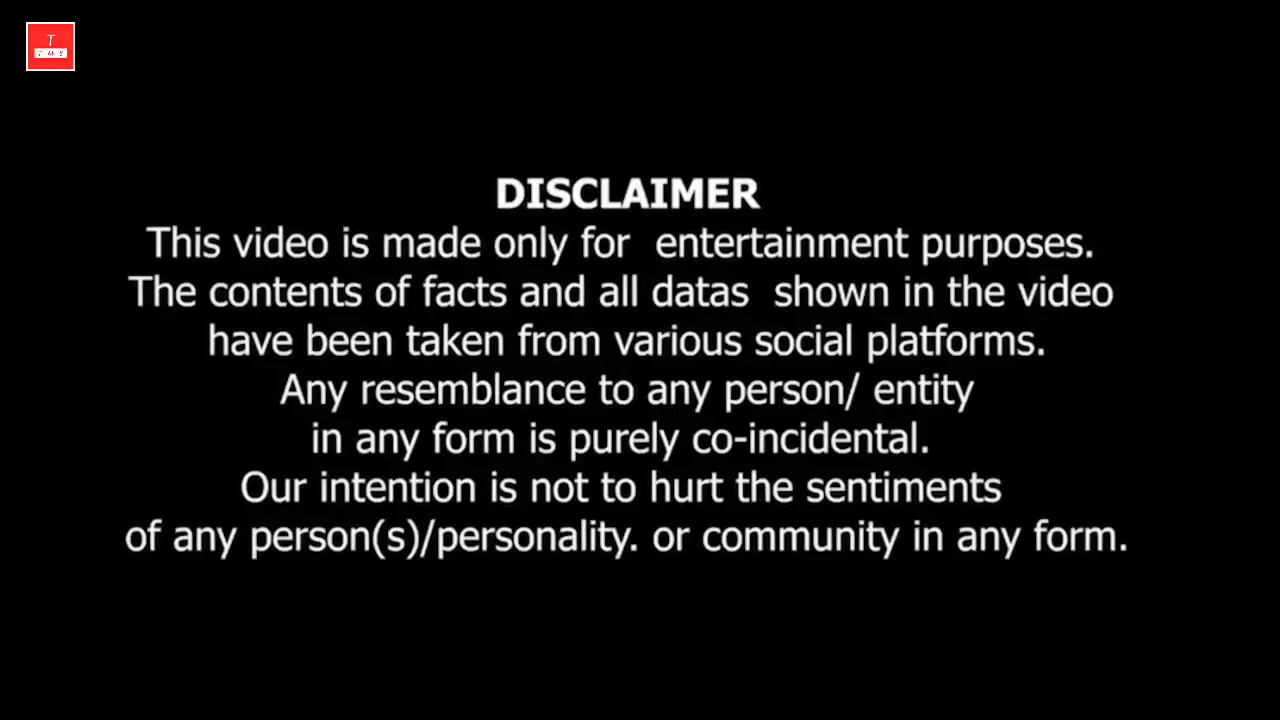 T
T M S
DISCLAIMER
This video is made only for  entertainment purposes.
The contents of facts and all datas  shown in the video
have been taken from various social platforms.
Any resemblance to any person/ entity
in any form is purely co-incidental.
Our intention is not to hurt the sentiments
of any person(s)/personality. or community in any form.